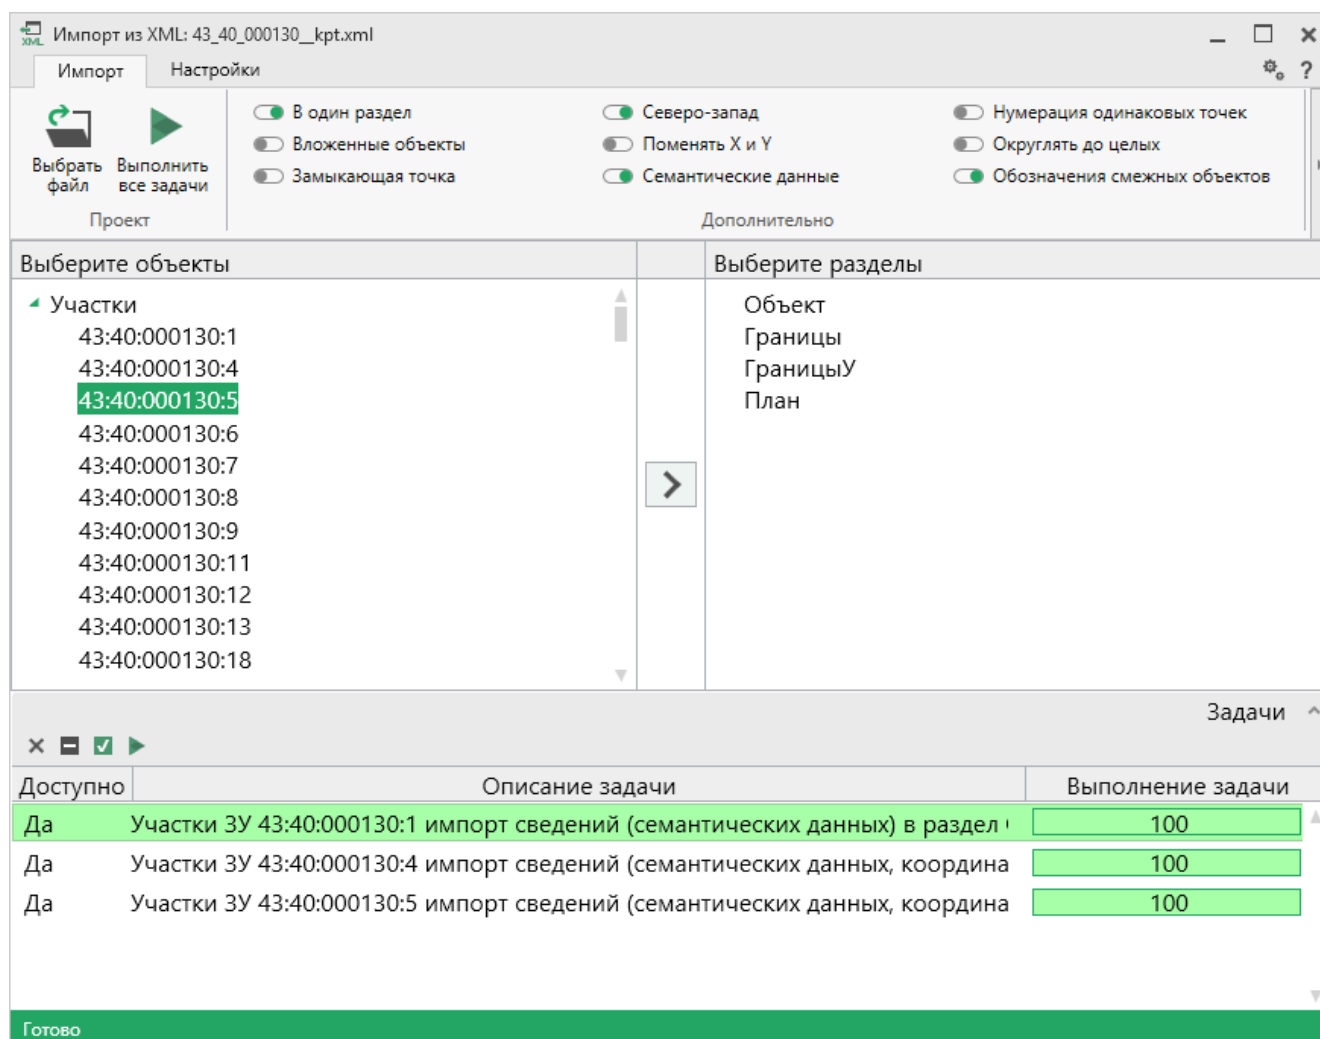 XML Импорт из XML: 43_40_000130__kpt.xml
Импорт Настройки ?
В один раздел Северо-запад Нумерация одинаковых точек
Вложенные объекты Поменять X и Y Округлять до целых
Выбрать файл Выполнить все задачи Замыкающая точка Семантические данные Обозначения смежных объектов
Проект Дополнительно
Выберите объекты Выберите разделы
Участки Объект
43:40:000130:1 Границы
43:40:000130:4 ГраницыУ
43:40:000130:5 План
43:40:000130:6
43:40:000130:7
43:40:000130:8
43:40:000130:9
43:40:000130:11
43:40:000130:12
43:40:000130:13
43:40:000130:18
Задачи
Доступно Описание задачи Выполнение задачи
Да Участки ЗУ 43:40:000130:1 импорт сведений (семантических данных) в раздел 100
Да Участки ЗУ 43:40:000130:4 импорт сведений (семантических данных, координа 100
Да Участки ЗУ 43:40:000130:5 импорт сведений (семантических данных, координа 100
Готово